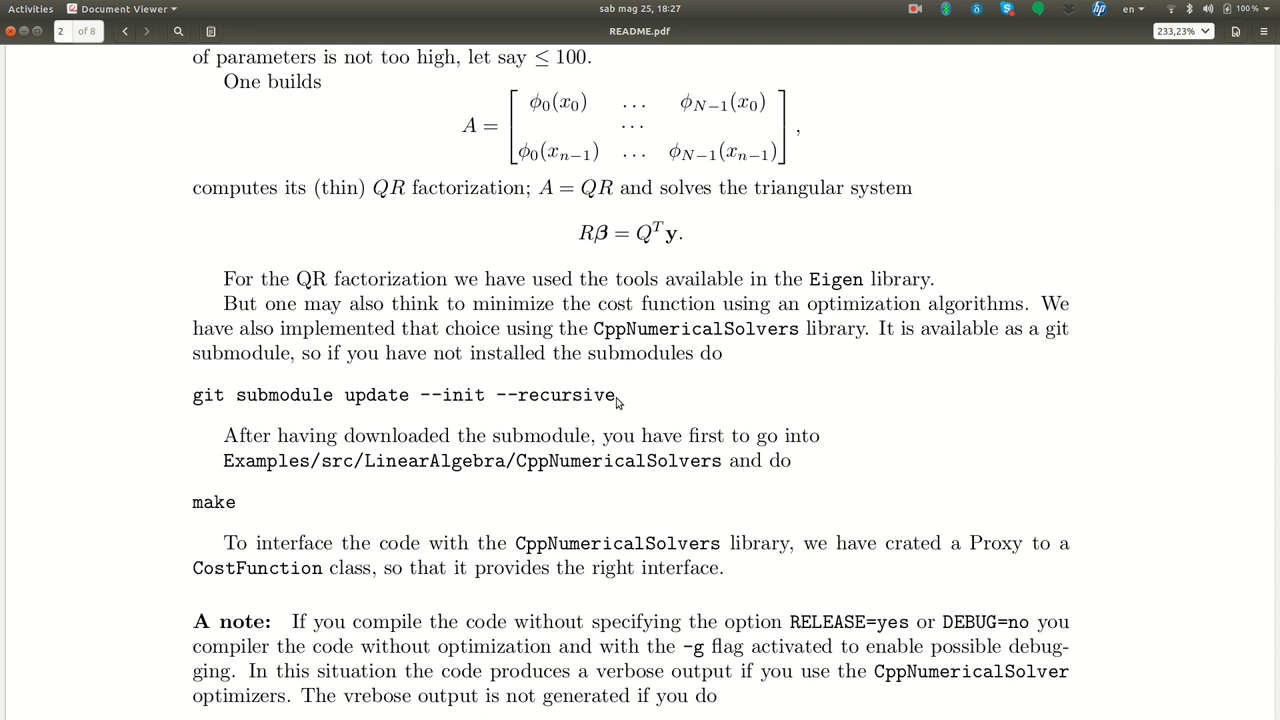 Activities Document Viewer sab mag 25, 18:27 en 100 %
2 of 8 README.pdf 233,23%
of parameters is not too high, let say ≤ 100.
One builds
ϕ0(x0) ... ϕN−1(x0)
A = ... ,
ϕ0(xn−1) ... ϕN−1(xn−1)
computes its (thin) QR factorization; A = QR and solves the triangular system
Rβ = Q^T y.
For the QR factorization we have used the tools available in the Eigen library.
But one may also think to minimize the cost function using an optimization algorithms. We
have also implemented that choice using the CppNumericalSolvers library. It is available as a git
submodule, so if you have not installed the submodules do
git submodule update --init --recursive
After having downloaded the submodule, you have first to go into
Examples/src/LinearAlgebra/CppNumericalSolvers and do
make
To interface the code with the CppNumericalSolvers library, we have crated a Proxy to a
CostFunction class, so that it provides the right interface.
A note: If you compile the code without specifying the option RELEASE=yes or DEBUG=no you
compiler the code without optimization and with the -g flag activated to enable possible debug-
ging. In this situation the code produces a verbose output if you use the CppNumericalSolver
optimizers. The vrebose output is not generated if you do